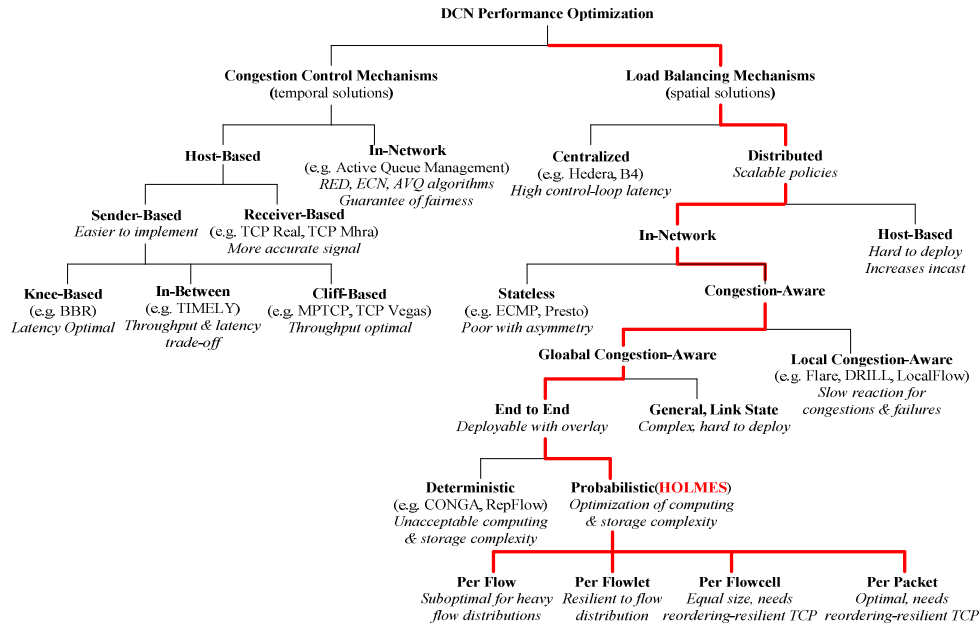 DCN Performance Optimization
Congestion Control Mechanisms
(temporal solutions)
Load Balancing Mechanisms
(spatial solutions)
Host-Based
In-Network
(e.g. Active Queue Management)
RED, ECN, AVQ algorithms
Guarantee of fairness
Centralized
(e.g. Hedera, B4)
High control-loop latency
Distributed
Scalable policies
Sender-Based
Easier to implement
Receiver-Based
(e.g. TCP Real, TCP Mhra)
More accurate signal
In-Network
Host-Based
Hard to deploy
Increases incast
Knee-Based
(e.g. BBR)
Latency Optimal
In-Between
(e.g. TIMELY)
Throughput & latency
trade-off
Cliff-Based
(e.g. MPTCP, TCP Vegas)
Throughput optimal
Stateless
(e.g. ECMP, Presto)
Poor with asymmetry
Congestion-Aware
Gloabal Congestion-Aware
Local Congestion-Aware
(e.g. Flare, DRILL, LocalFlow)
Slow reaction for
congestions & failures
End to End
Deployable with overlay
General, Link State
Complex, hard to deploy
Deterministic
(e.g. CONGA, RepFlow)
Unacceptable computing
& storage complexity
Probabilistic(HOLMES)
Optimization of computing
& storage complexity
Per Flow
Suboptimal for heavy
flow distributions
Per Flowlet
Resilient to flow
distribution
Per Flowcell
Equal size, needs
reordering-resilient TCP
Per Packet
Optimal, needs
reordering-resilient TCP